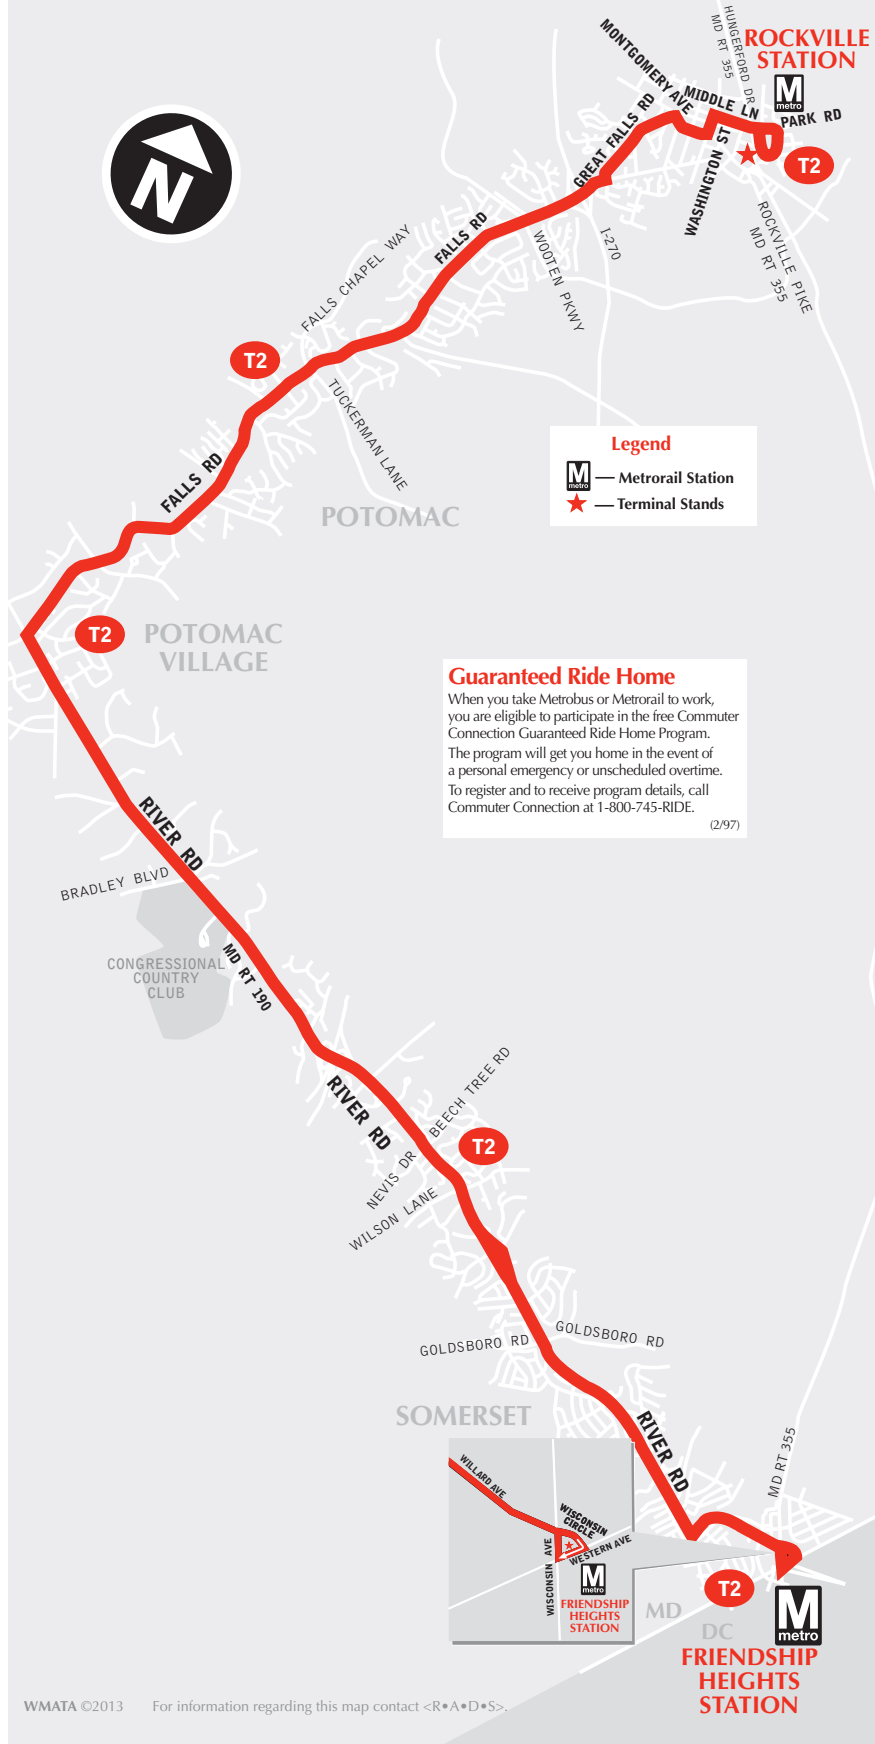 HUNGERFORD DR
MD RT 355
ROCKVILLE
STATION
M
metro
MONTGOMERY AVE
MIDDLE LN
PARK RD
GREAT FALLS RD
WASHINGTON ST
T2
N
ROCKVILLE PIKE
MD RT 355
I-270
WOOTEN PKWY
FALLS RD
FALLS CHAPEL WAY
T2
TUCKERMAN LANE
Legend
M
metro
— Metrorail Station
— Terminal Stands
FALLS RD
POTOMAC
T2
POTOMAC
VILLAGE
Guaranteed Ride Home
When you take Metrobus or Metrorail to work,
you are eligible to participate in the free Commuter
Connection Guaranteed Ride Home Program.
The program will get you home in the event of
a personal emergency or unscheduled overtime.
To register and to receive program details, call
Commuter Connection at 1-800-745-RIDE.
(2/97)
RIVER RD
BRADLEY BLVD
CONGRESSIONAL
COUNTRY
CLUB
MD RT 190
RIVER RD
BEECH TREE RD
T2
NEVIS DR
WILSON LANE
GOLDSBORO RD
GOLDSBORO RD
SOMERSET
RIVER RD
MD RT 355
WILLARD AVE
WISCONSIN
CIRCLE
WISCONSIN AVE
WESTERN AVE
M
metro
FRIENDSHIP
HEIGHTS
STATION
T2
MD
DC
M
metro
FRIENDSHIP
HEIGHTS
STATION
WMATA ©2013 For information regarding this map contact <R•A•D•S>.